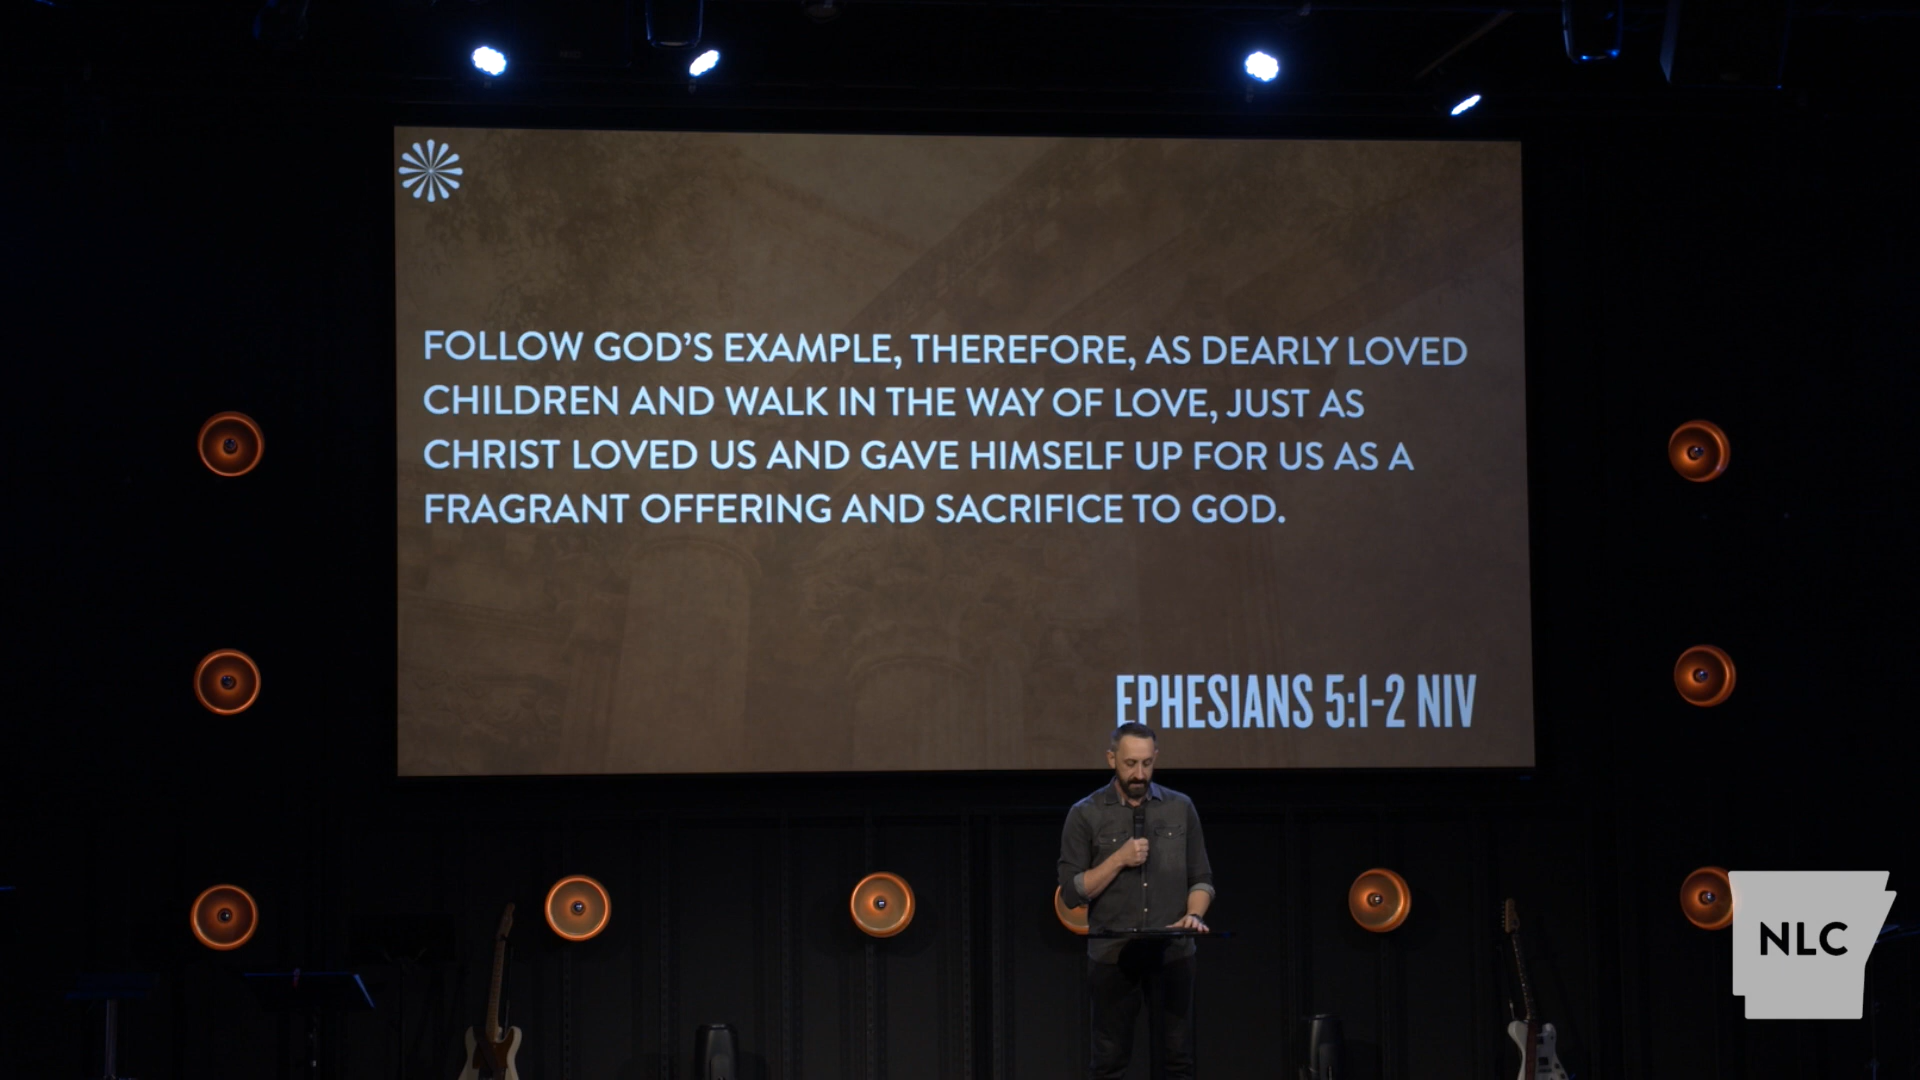 FOLLOW GOD'S EXAMPLE, THEREFORE, AS DEARLY LOVED
CHILDREN AND WALK IN THE WAY OF LOVE, JUST AS
CHRIST LOVED US AND GAVE HIMSELF UP FOR US AS A
FRAGRANT OFFERING AND SACRIFICE TO GOD.
EPHESIANS 5:1-2 NIV
NLC